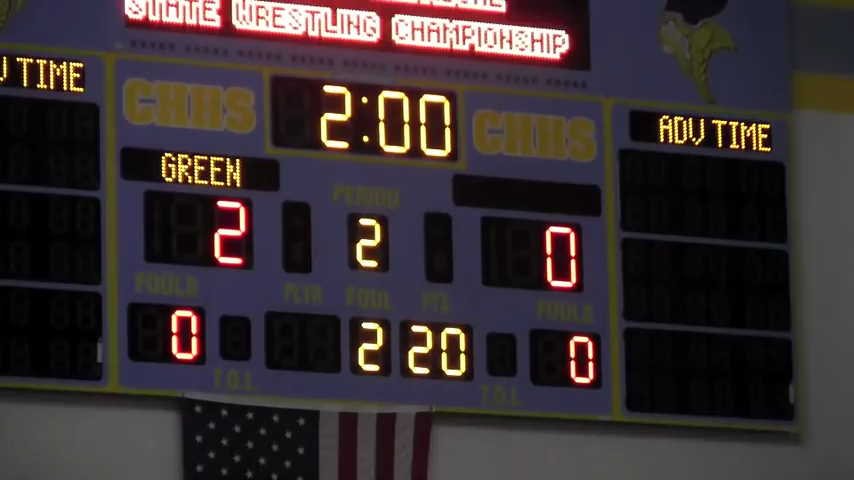 STATE WRESTLING CHAMPIONSHIP
V TIME
CHHS
2:00
CHHS
ADV TIME
GREEN
PERIOD
2
2
0
FOULS
PLYR
FOUL
PTS
FOULS
0
2
20
0
T.O.L.
T.O.L.